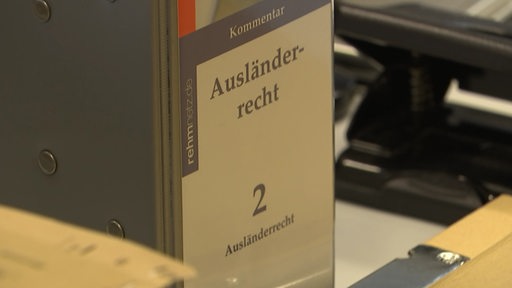 Kommentar
Ausländer-
recht
rehmnetz.de
2
Ausländerrecht